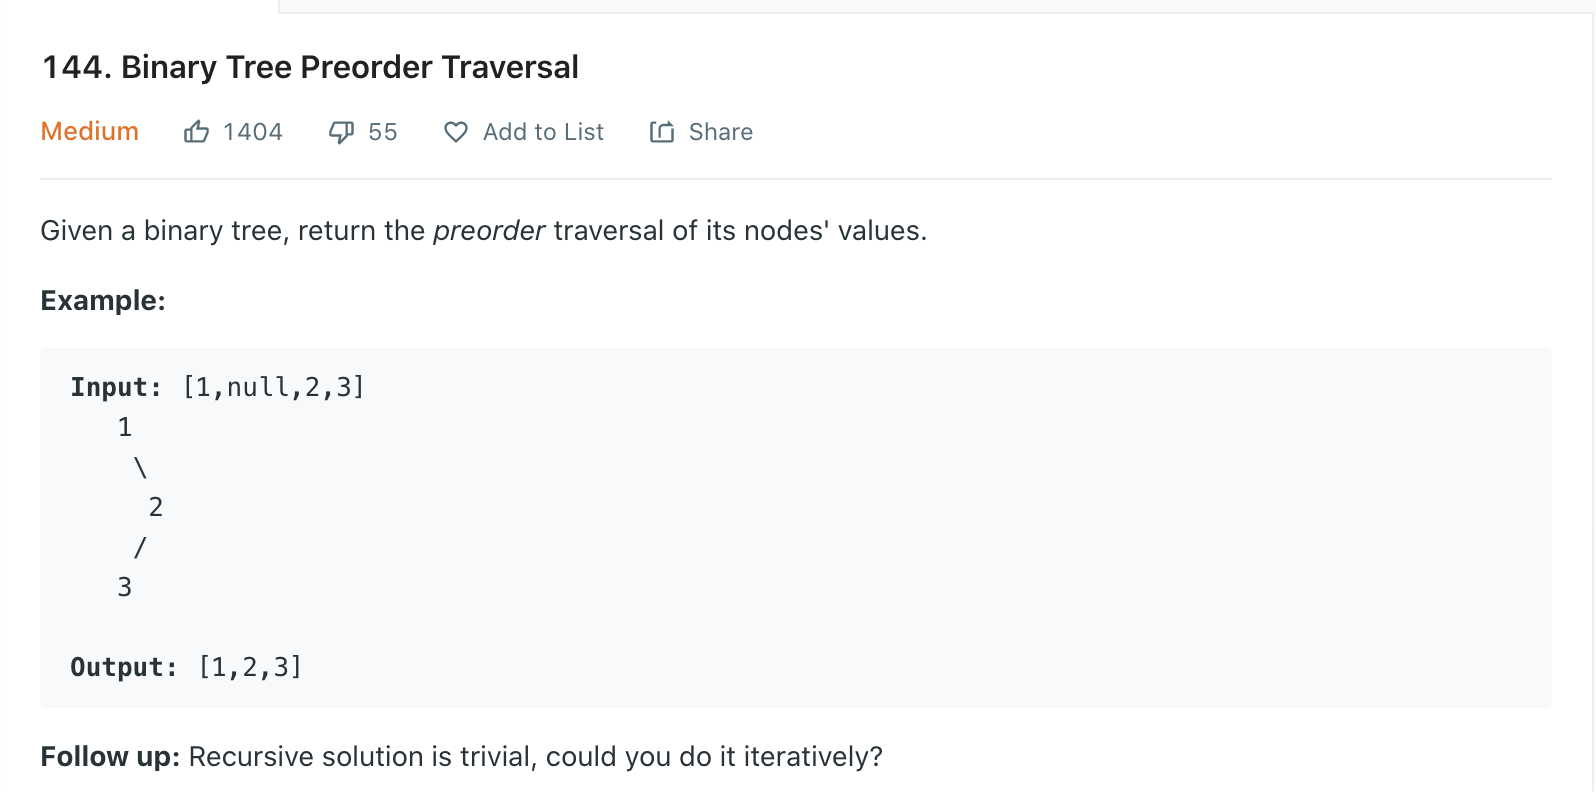 144. Binary Tree Preorder Traversal
Medium 1404 55 Add to List Share
Given a binary tree, return the preorder traversal of its nodes' values.
Example:
Input: [1,null,2,3]
1
\
2
/
3
Output: [1,2,3]
Follow up: Recursive solution is trivial, could you do it iteratively?